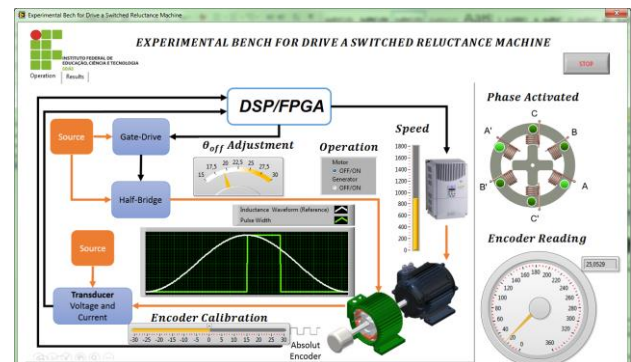 Experimental Bech for Drive a Switched Reluctance Machine
EXPERIMENTAL BENCH FOR DRIVE A SWITCHED RELUCTANCE MACHINE
INSTITUTO FEDERAL DE
EDUCAÇÃO, CIÊNCIA E TECNOLOGIA
GOIÁS
STOP
Operation Results
DSP/FPGA
Phase Activated
Source
Gate-Drive
Speed
θoff Adjustment
Operation
15 17,5 20 22,5 25 27,5 30
Motor
OFF/ON
Generator
OFF/ON
1800
1600
1400
1200
1000
800
600
400
200
0
C
A'
B
B'
A
C'
Half-Bridge
Inductance Waveform (Reference)
Pulse Width
Source
Encoder Reading
25,0529
0 20 40 60 80 100 120 140 160 180 200 220 240 260 280 300 320 340 360
Transducer
Voltage and
Current
Encoder Calibration
-30 -25 -20 -15 -10 -5 0 5 10 15 20 25 30
Absolut
Encoder